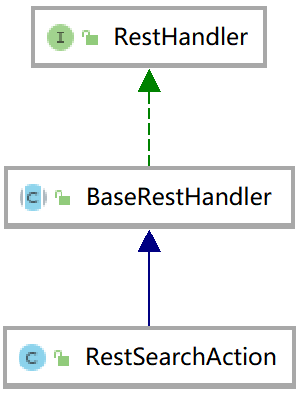 I RestHandler
C BaseRestHandler
C RestSearchAction